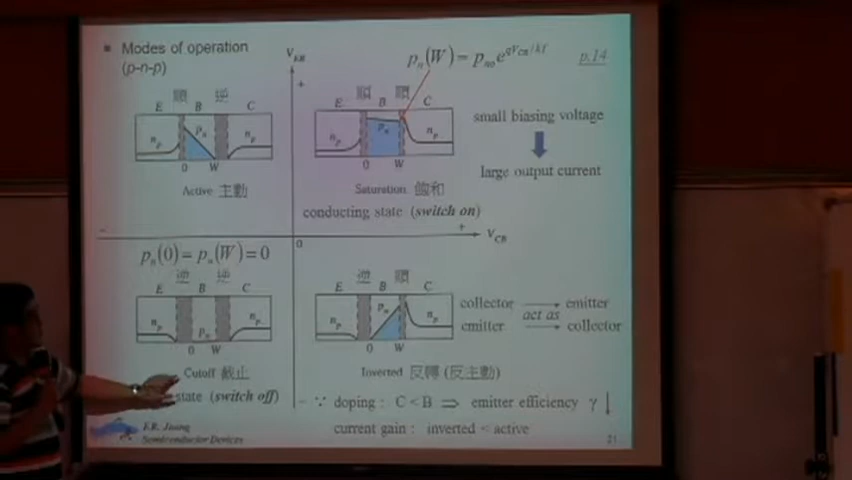 ▪ Modes of operation
(p-n-p)
V_EB
+
p_n(W) = p_no e^{qV_CB/kT}
p.14
順 逆
E B C
n_p p_n n_p
0 W
Active 主動
順 順
E B C
n_p p_n n_p
0 W
Saturation 飽和
conducting state (switch on)
small biasing voltage
large output current
−
0
+
V_CB
p_n(0) = p_n(W) = 0
逆 逆
E B C
n_p p_n n_p
0 W
Cutoff 截止
state (switch off)
逆 順
E B C
n_p p_n n_p
0 W
Inverted 反轉 (反主動)
collector → emitter
act as
emitter → collector
−
∵ doping : C < B ⇒ emitter efficiency γ ↓
current gain : inverted < active
F.R. Juang
Semiconductor Devices
21